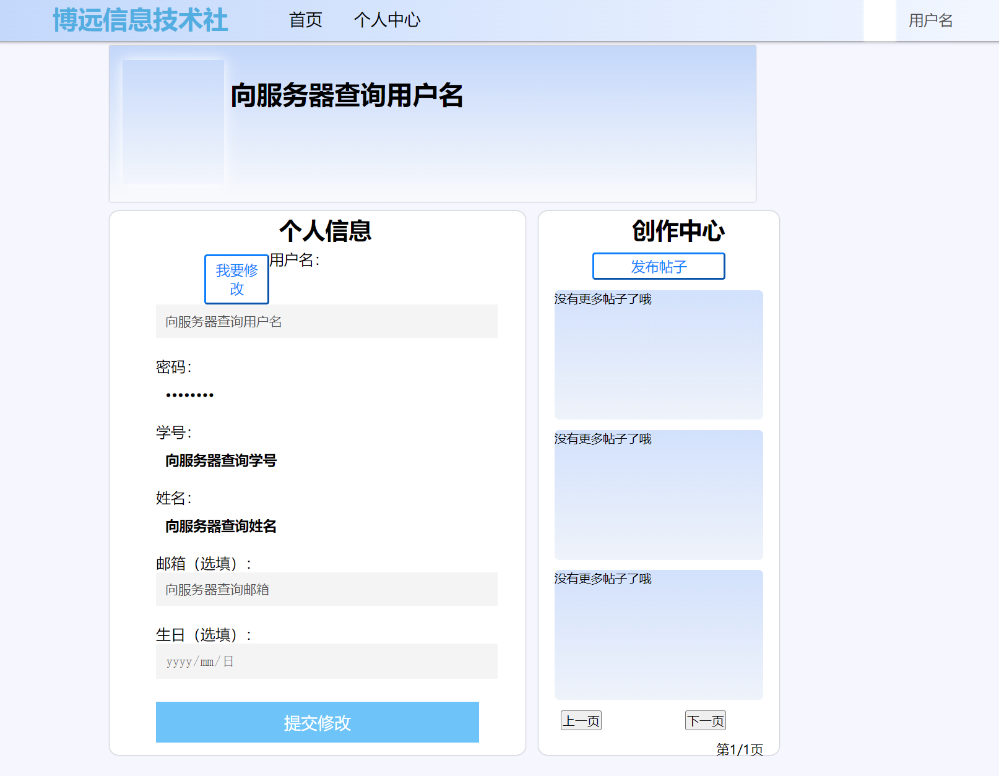 博远信息技术社 首页 个人中心 用户名
向服务器查询用户名
个人信息
我要修
改
用户名：
向服务器查询用户名
密码：
••••••••
学号：
向服务器查询学号
姓名：
向服务器查询姓名
邮箱（选填）：
向服务器查询邮箱
生日（选填）：
yyyy/mm/日
提交修改
创作中心
发布帖子
没有更多帖子了哦
没有更多帖子了哦
没有更多帖子了哦
上一页 下一页
第1/1页